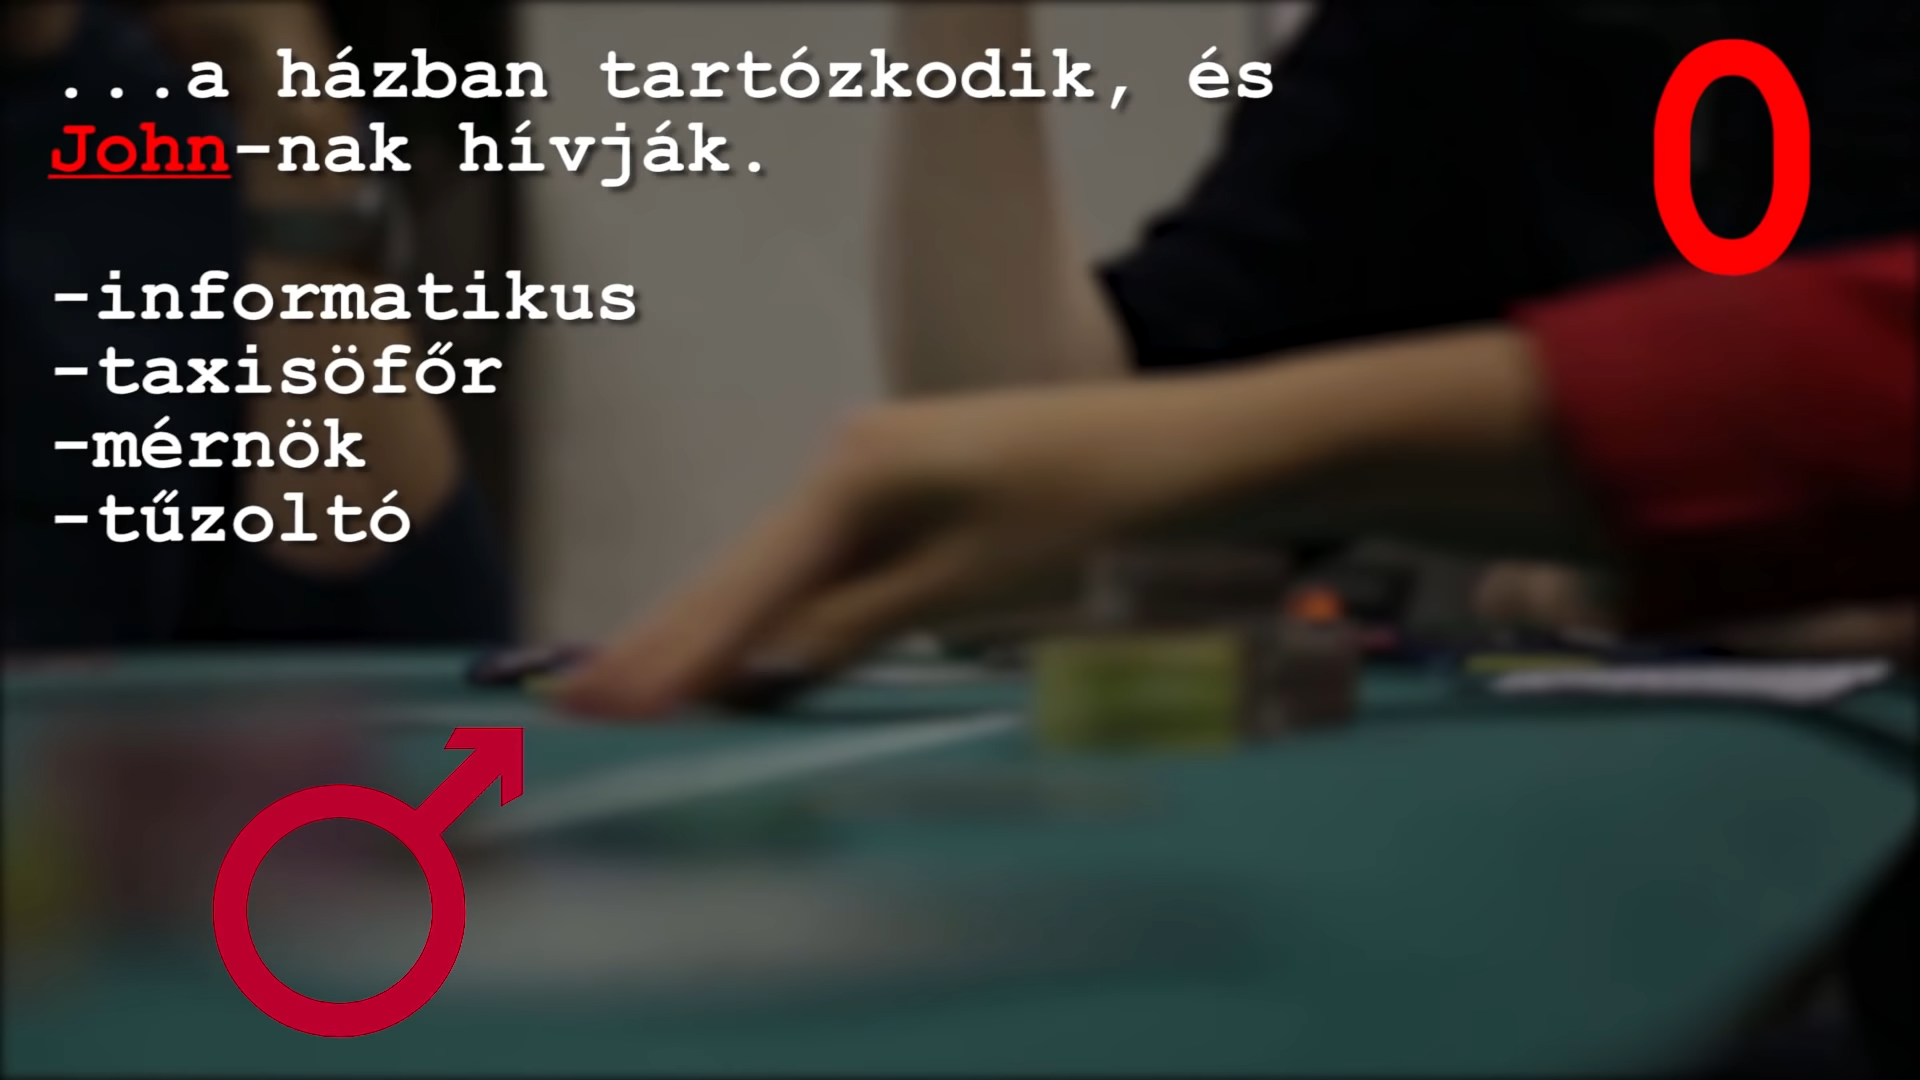 ...a házban tartózkodik, és
John-nak hívják.
0
-informatikus
-taxisöfőr
-mérnök
-tűzoltó